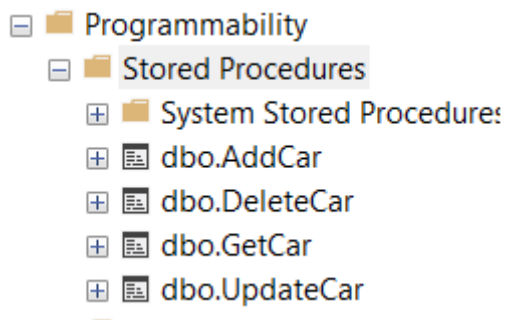 Programmability
Stored Procedures
System Stored Procedures
dbo.AddCar
dbo.DeleteCar
dbo.GetCar
dbo.UpdateCar